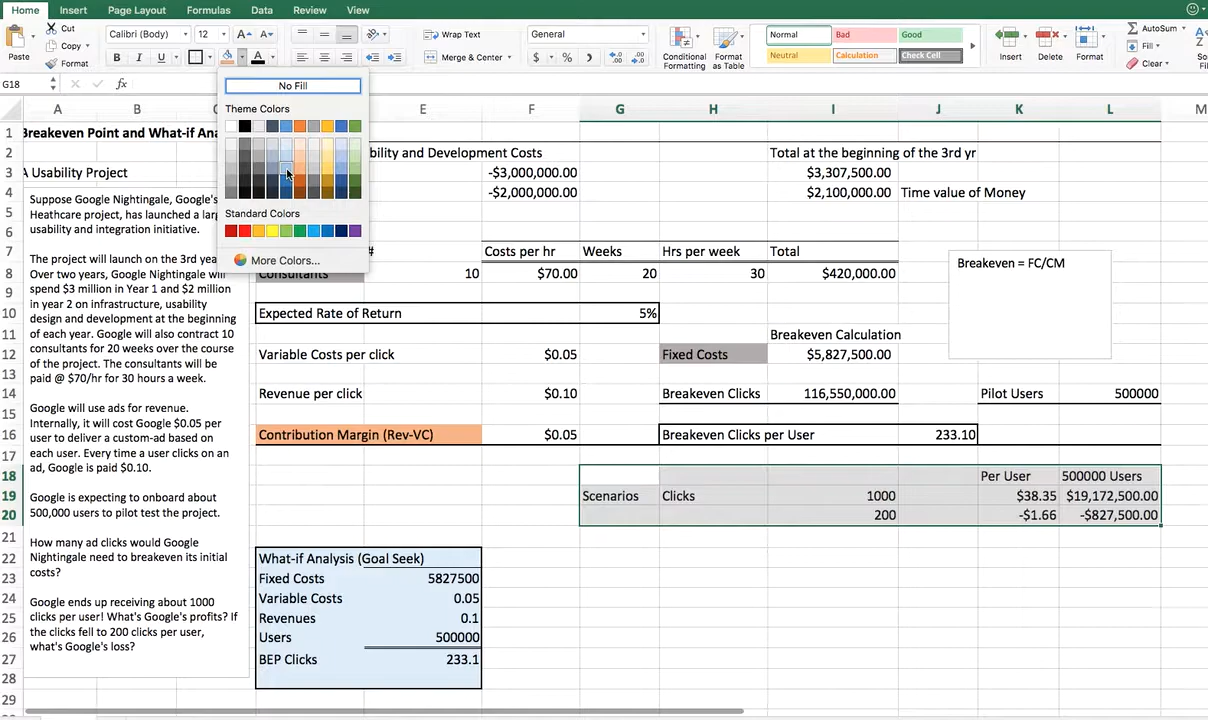 Home Insert Page Layout Formulas Data Review View
Cut
Copy
Paste
Calibri (Body) 12 A A
B I U A
Wrap Text
Merge & Center
General
$ %
Conditional Formatting
Format as Table
Normal Bad Good
Neutral Calculation Check Cell
Insert Delete Format
AutoSum
Fill
Clear
G18 fx
No Fill
Theme Colors
Standard Colors
More Colors...
A B C E F G H I J K L M
1 Breakeven Point and What-if Ana
2 bility and Development Costs Total at the beginning of the 3rd yr
3 A Usability Project -$3,000,000.00 $3,307,500.00
4 -$2,000,000.00 $2,100,000.00 Time value of Money
5
6
7 # Costs per hr Weeks Hrs per week Total
8 Consultants 10 $70.00 20 30 $420,000.00
9
10 Expected Rate of Return 5%
11 Breakeven Calculation
12 Variable Costs per click $0.05 Fixed Costs $5,827,500.00
13
14 Revenue per click $0.10 Breakeven Clicks 116,550,000.00 Pilot Users 500000
15
16 Contribution Margin (Rev-VC) $0.05 Breakeven Clicks per User 233.10
17
18 Per User 500000 Users
19 Scenarios Clicks 1000 $38.35 $19,172,500.00
20 200 -$1.66 -$827,500.00
21
22 What-if Analysis (Goal Seek)
23 Fixed Costs 5827500
24 Variable Costs 0.05
25 Revenues 0.1
26 Users 500000
27 BEP Clicks 233.1
28
29
Breakeven = FC/CM
Suppose Google Nightingale, Google's
Heathcare project, has launched a larg
usability and integration initiative.
The project will launch on the 3rd yea
Over two years, Google Nightingale will
spend $3 million in Year 1 and $2 million
in year 2 on infrastructure, usability
design and development at the beginning
of each year. Google will also contract 10
consultants for 20 weeks over the course
of the project. The consultants will be
paid @ $70/hr for 30 hours a week.
Google will use ads for revenue.
Internally, it will cost Google $0.05 per
user to deliver a custom-ad based on
each user. Every time a user clicks on an
ad, Google is paid $0.10.
Google is expecting to onboard about
500,000 users to pilot test the project.
How many ad clicks would Google
Nightingale need to breakeven its initial
costs?
Google ends up receiving about 1000
clicks per user! What's Google's profits? If
the clicks fell to 200 clicks per user,
what's Google's loss?